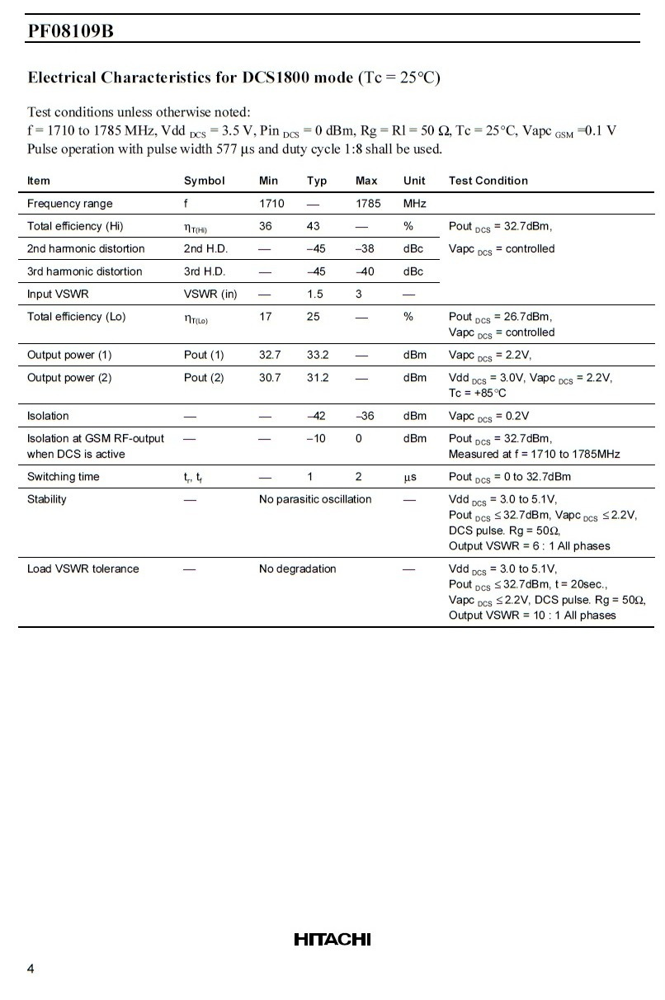 PF08109B
Electrical Characteristics for DCS1800 mode (Tc = 25°C)
Test conditions unless otherwise noted:
f = 1710 to 1785 MHz, Vdd DCS = 3.5 V, Pin DCS = 0 dBm, Rg = Rl = 50 Ω, Tc = 25°C, Vapc GSM =0.1 V
Pulse operation with pulse width 577 µs and duty cycle 1:8 shall be used.
Item Symbol Min Typ Max Unit Test Condition
Frequency range f 1710 — 1785 MHz
Total efficiency (Hi) ηT(Hi) 36 43 — % Pout DCS = 32.7dBm,
2nd harmonic distortion 2nd H.D. — –45 –38 dBc Vapc DCS = controlled
3rd harmonic distortion 3rd H.D. — –45 –40 dBc
Input VSWR VSWR (in) — 1.5 3 —
Total efficiency (Lo) ηT(Lo) 17 25 — % Pout DCS = 26.7dBm,
Vapc DCS = controlled
Output power (1) Pout (1) 32.7 33.2 — dBm Vapc DCS = 2.2V,
Output power (2) Pout (2) 30.7 31.2 — dBm Vdd DCS = 3.0V, Vapc DCS = 2.2V,
Tc = +85°C
Isolation — — –42 –36 dBm Vapc DCS = 0.2V
Isolation at GSM RF-output — — –10 0 dBm Pout DCS = 32.7dBm,
when DCS is active Measured at f = 1710 to 1785MHz
Switching time tr, tf — 1 2 µs Pout DCS = 0 to 32.7dBm
Stability — No parasitic oscillation — Vdd DCS = 3.0 to 5.1V,
Pout DCS ≤ 32.7dBm, Vapc DCS ≤ 2.2V,
DCS pulse. Rg = 50Ω,
Output VSWR = 6 : 1 All phases
Load VSWR tolerance — No degradation — Vdd DCS = 3.0 to 5.1V,
Pout DCS ≤ 32.7dBm, t = 20sec.,
Vapc DCS ≤ 2.2V, DCS pulse. Rg = 50Ω,
Output VSWR = 10 : 1 All phases
HITACHI
4